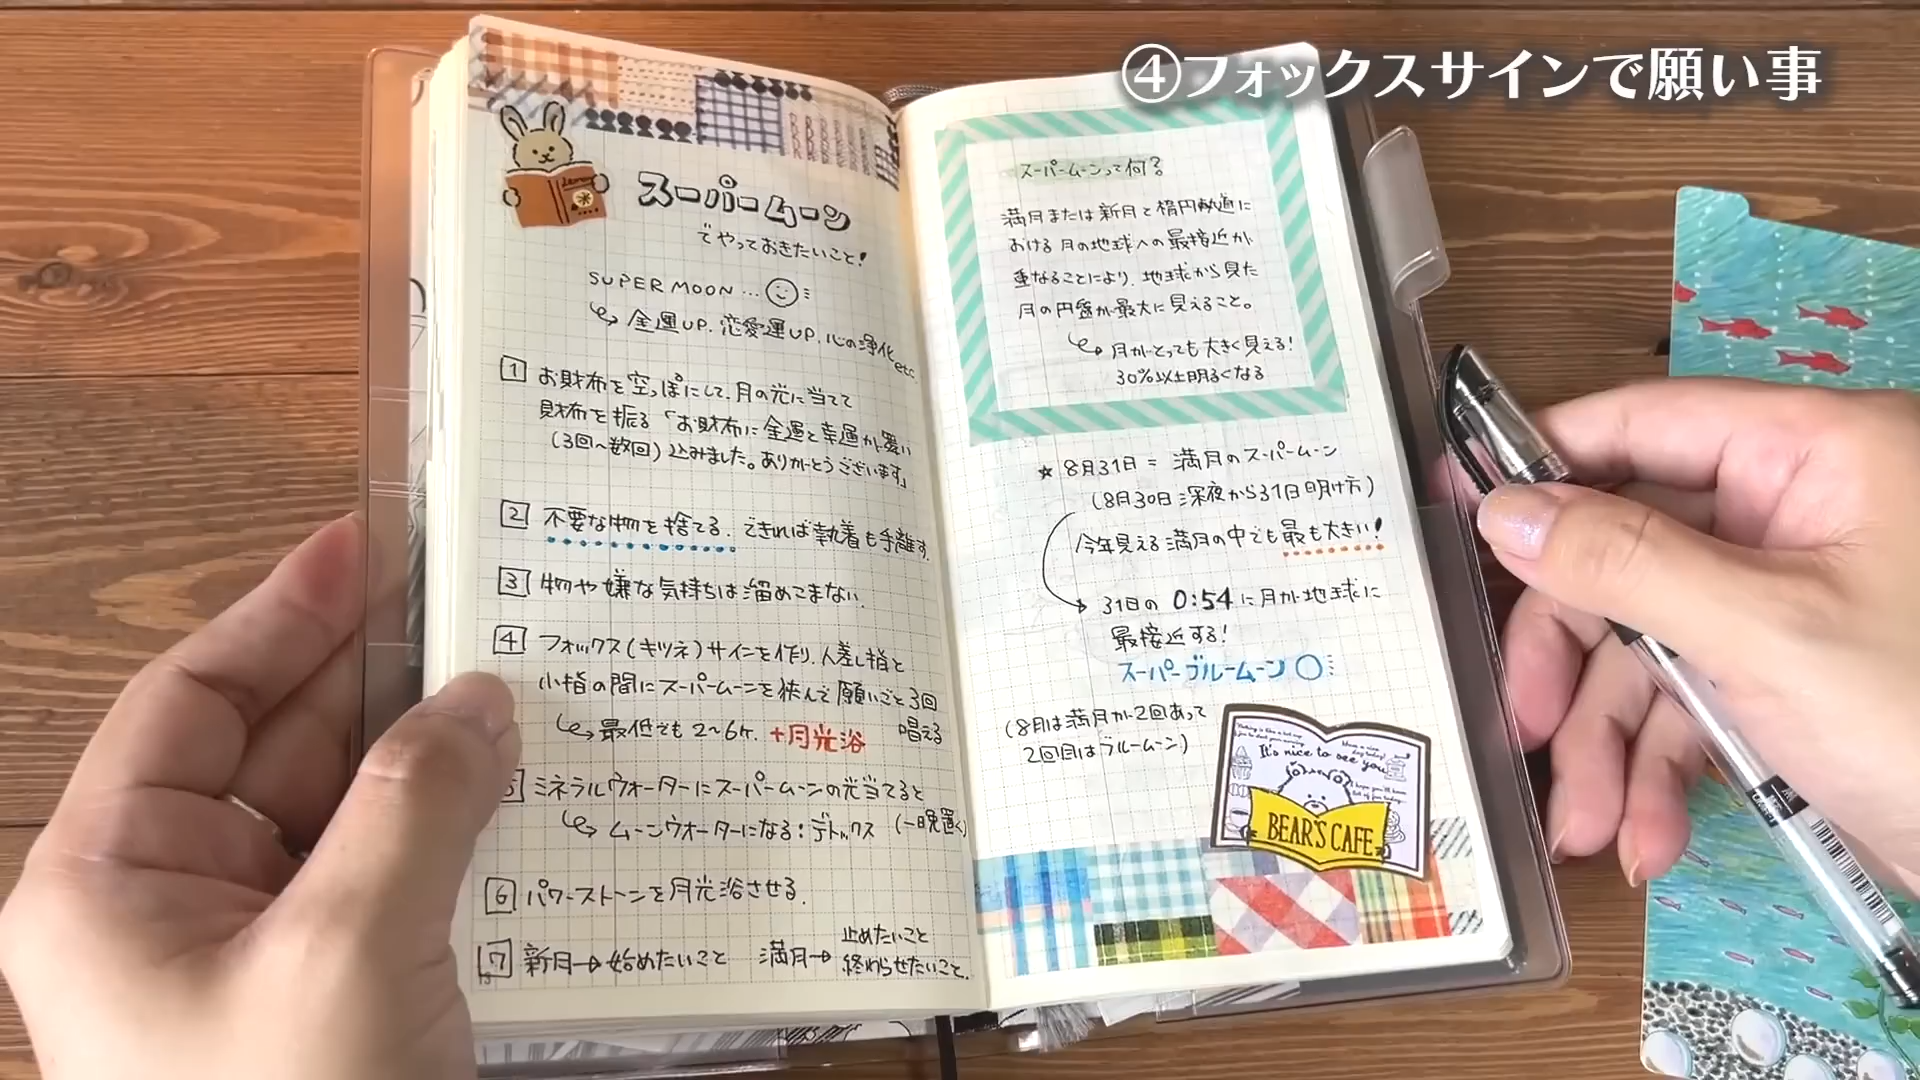 ④フォックスサインで願い事
スーパームーン
でやっておきたいこと!
SUPER MOON…
金運UP.恋愛運UP.心の浄化etc.
1 お財布を空っぽにして、月の光に当てて
財布を振る「お財布に金運と幸運が舞い
(3回〜数回)込みました。ありがとうございます」
2 不要な物を捨てる.できれば執着も手離す.
3 物や嫌な気持ちは溜めこまない.
4 フォックス(キツネ)サインを作り、人差し指と
小指の間にスーパームーンを挟んで願いごと3回
唱える
最低でも2〜6ケ.+月光浴
5 ミネラルウォーターにスーパームーンの光当てると
ムーンウォーターになる:デトックス (一晩置く)
6 パワーストーンを月光浴させる.
7 新月→始めたいこと 満月→止めたいこと
終わらせたいこと.
スーパームーンって何?
満月または新月と楕円軌道に
おける月の地球への最接近が
重なることにより、地球から見た
月の円盤が最大に見えること。
月がとっても大きく見える!
30%以上明るくなる
★8月31日=満月のスーパームーン
(8月30日深夜から31日明け方)
今年見える満月の中でも最も大きい!
31日の0:54に月が地球に
最接近する!
スーパーブルームーン
(8月は満月が2回あって
2回目はブルームーン)
It's nice to see you
BEAR'S CAFE